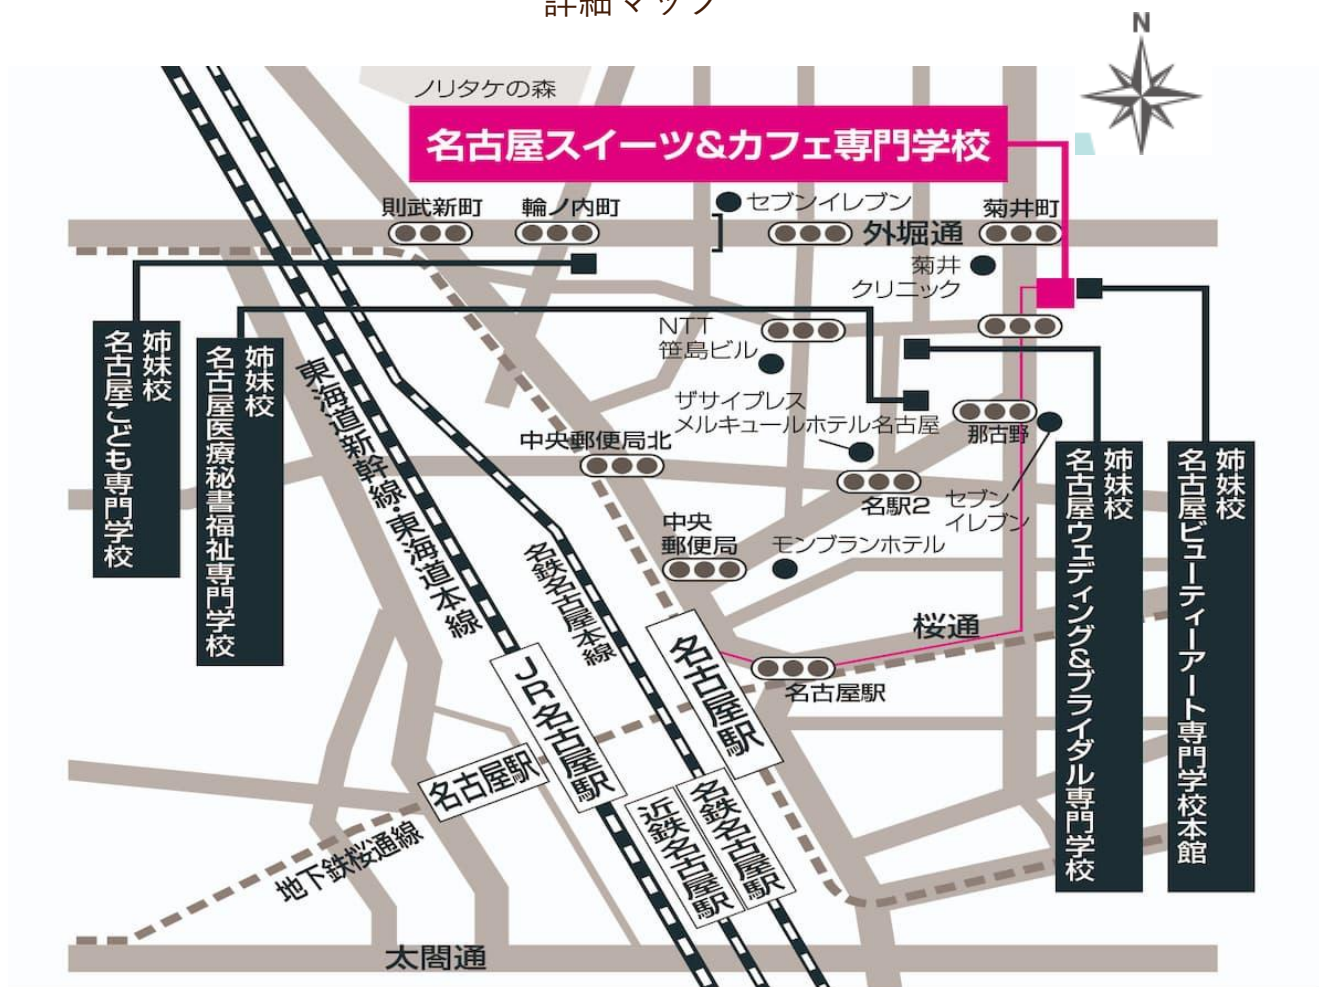 詳細マップ
N
ノリタケの森
名古屋スイーツ&カフェ専門学校
則武新町
輪ノ内町
セブンイレブン
外堀通
菊井町
菊井
クリニック
NTT
笹島ビル
ザサイプレス
メルキュールホテル名古屋
中央郵便局北
那古野
名駅2
セブン
イレブン
中央
郵便局
モンブランホテル
桜通
名古屋駅
姉妹校
名古屋こども専門学校
姉妹校
名古屋医療秘書福祉専門学校
東海道新幹線・東海道本線
名鉄名古屋本線
姉妹校
名古屋ウェディング&ブライダル専門学校
姉妹校
名古屋ビューティーアート専門学校本館
JR名古屋駅
名古屋駅
名古屋駅
近鉄名古屋駅
名鉄名古屋駅
地下鉄桜通線
太閤通